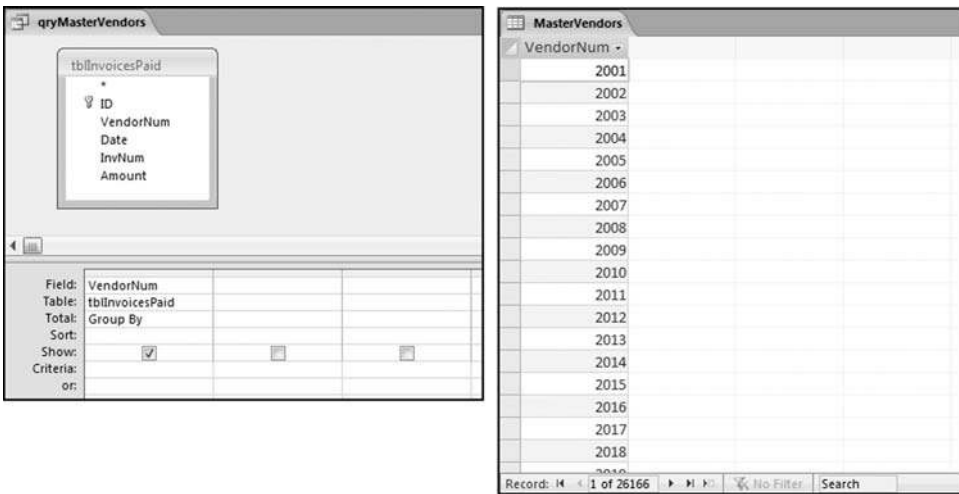 qryMasterVendors
tblInvoicesPaid
*
ID
VendorNum
Date
InvNum
Amount
Field: VendorNum
Table: tblInvoicesPaid
Total: Group By
Sort:
Show:
Criteria:
or:
MasterVendors
VendorNum
2001
2002
2003
2004
2005
2006
2007
2008
2009
2010
2011
2012
2013
2014
2015
2016
2017
2018
Record: 1 of 26166 No Filter Search